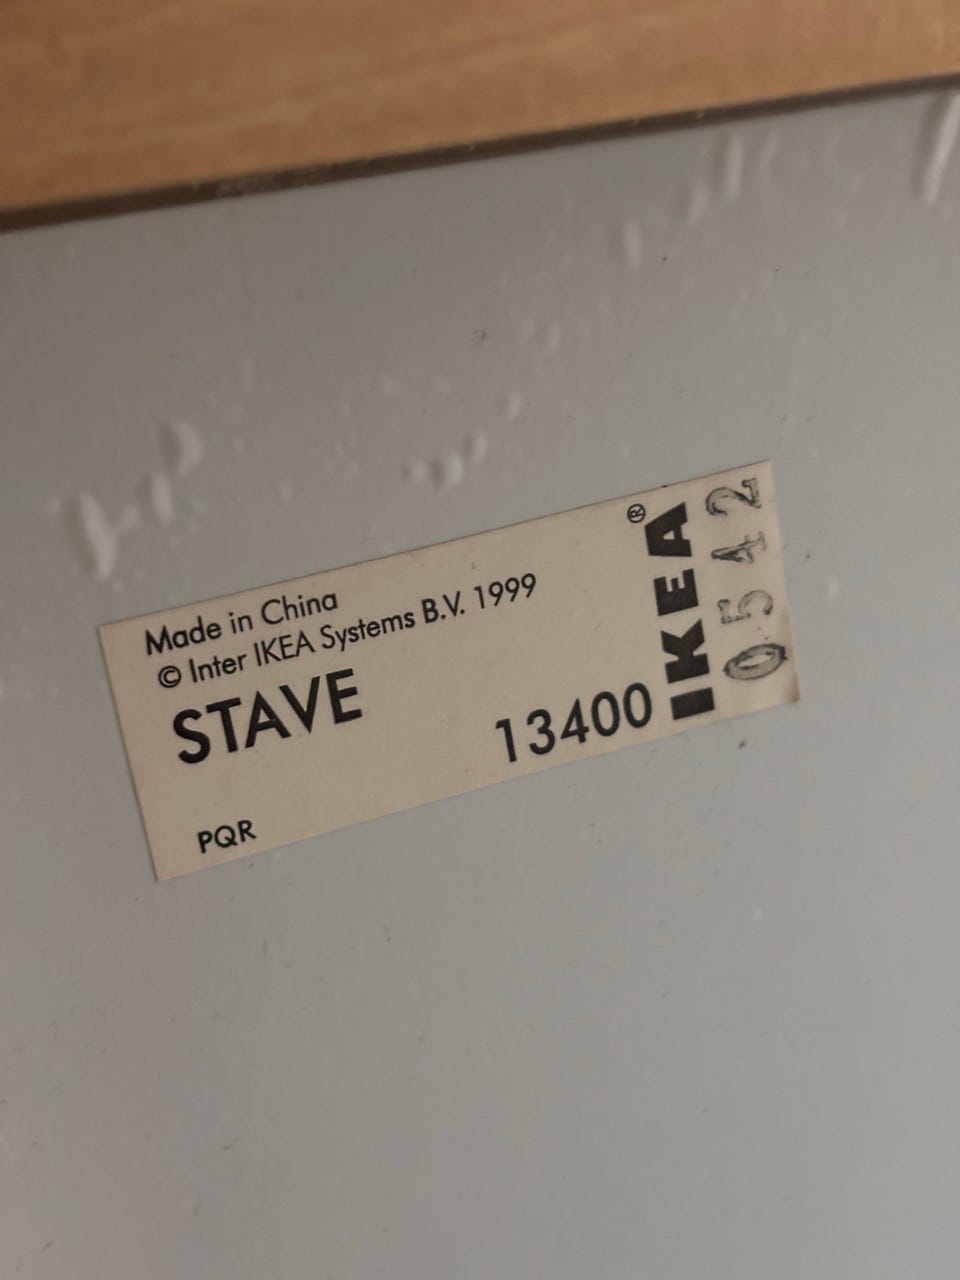 Made in China
© Inter IKEA Systems B.V. 1999
STAVE
13400
PQR
IKEA®
0542